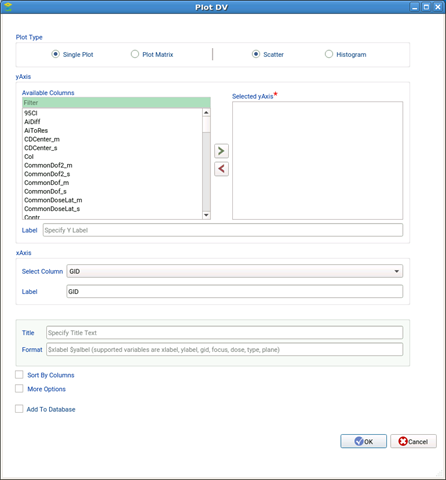 Plot DV
Plot Type
Single Plot Plot Matrix Scatter Histogram
yAxis
Available Columns
Selected yAxis*
Filter
95CI
AiDiff
AiToRes
CDCenter_m
CDCenter_s
Col
CommonDof2_m
CommonDof2_s
CommonDof_m
CommonDof_s
CommonDoseLat_m
CommonDoseLat_s
Contr
Label Specify Y Label
xAxis
Select Column GID
Label GID
Title Specify Title Text
Format $xlabel $yalbel (supported variables are xlabel, ylabel, gid, focus, dose, type, plane)
Sort By Columns
More Options
Add To Database
OK Cancel